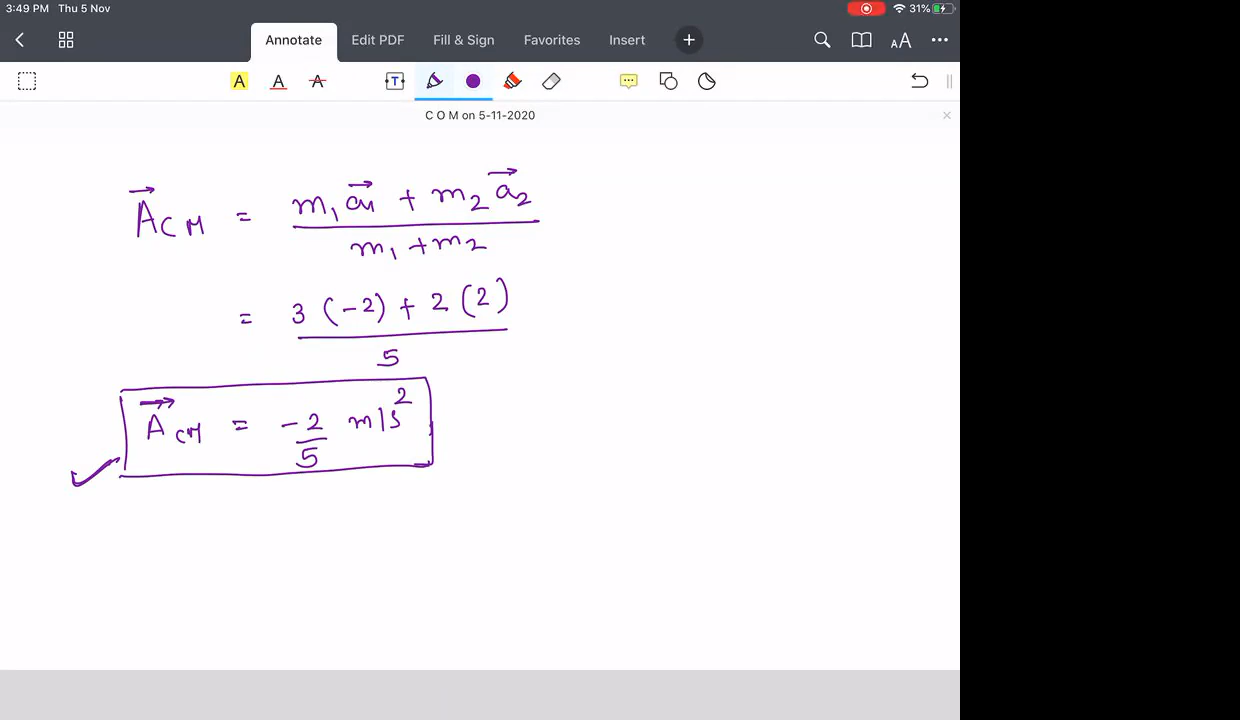 3:49 PM Thu 5 Nov 31%
Annotate Edit PDF Fill & Sign Favorites Insert
A A A T AA
C O M on 5-11-2020
A⃗CM = m₁a⃗₁ + m₂a⃗₂
m₁ + m₂
= 3 (-2) + 2 (2)
5
A⃗CM = -2/5 m/s²